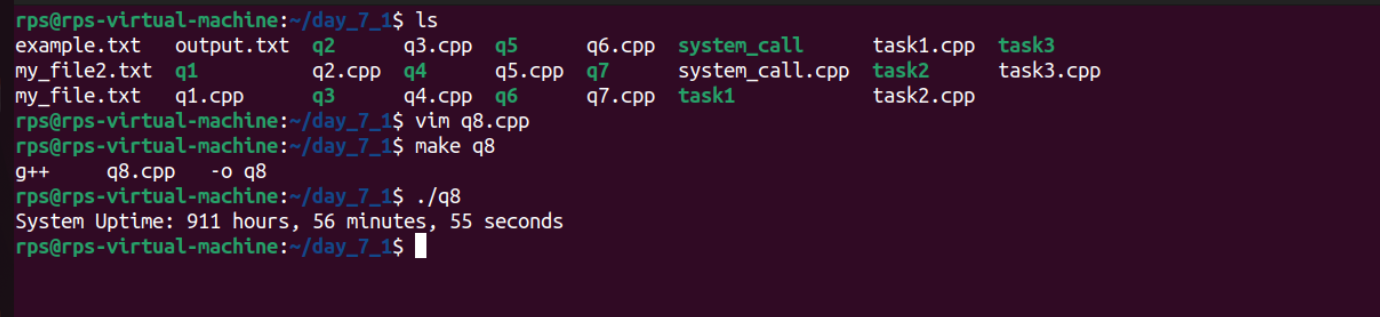 rps@rps-virtual-machine:~/day_7_1$ ls
example.txt   output.txt  q2      q3.cpp  q5      q6.cpp  system_call      task1.cpp  task3
my_file2.txt  q1          q2.cpp  q4      q5.cpp  q7      system_call.cpp  task2      task3.cpp
my_file.txt   q1.cpp      q3      q4.cpp  q6      q7.cpp  task1            task2.cpp
rps@rps-virtual-machine:~/day_7_1$ vim q8.cpp
rps@rps-virtual-machine:~/day_7_1$ make q8
g++     q8.cpp   -o q8
rps@rps-virtual-machine:~/day_7_1$ ./q8
System Uptime: 911 hours, 56 minutes, 55 seconds
rps@rps-virtual-machine:~/day_7_1$